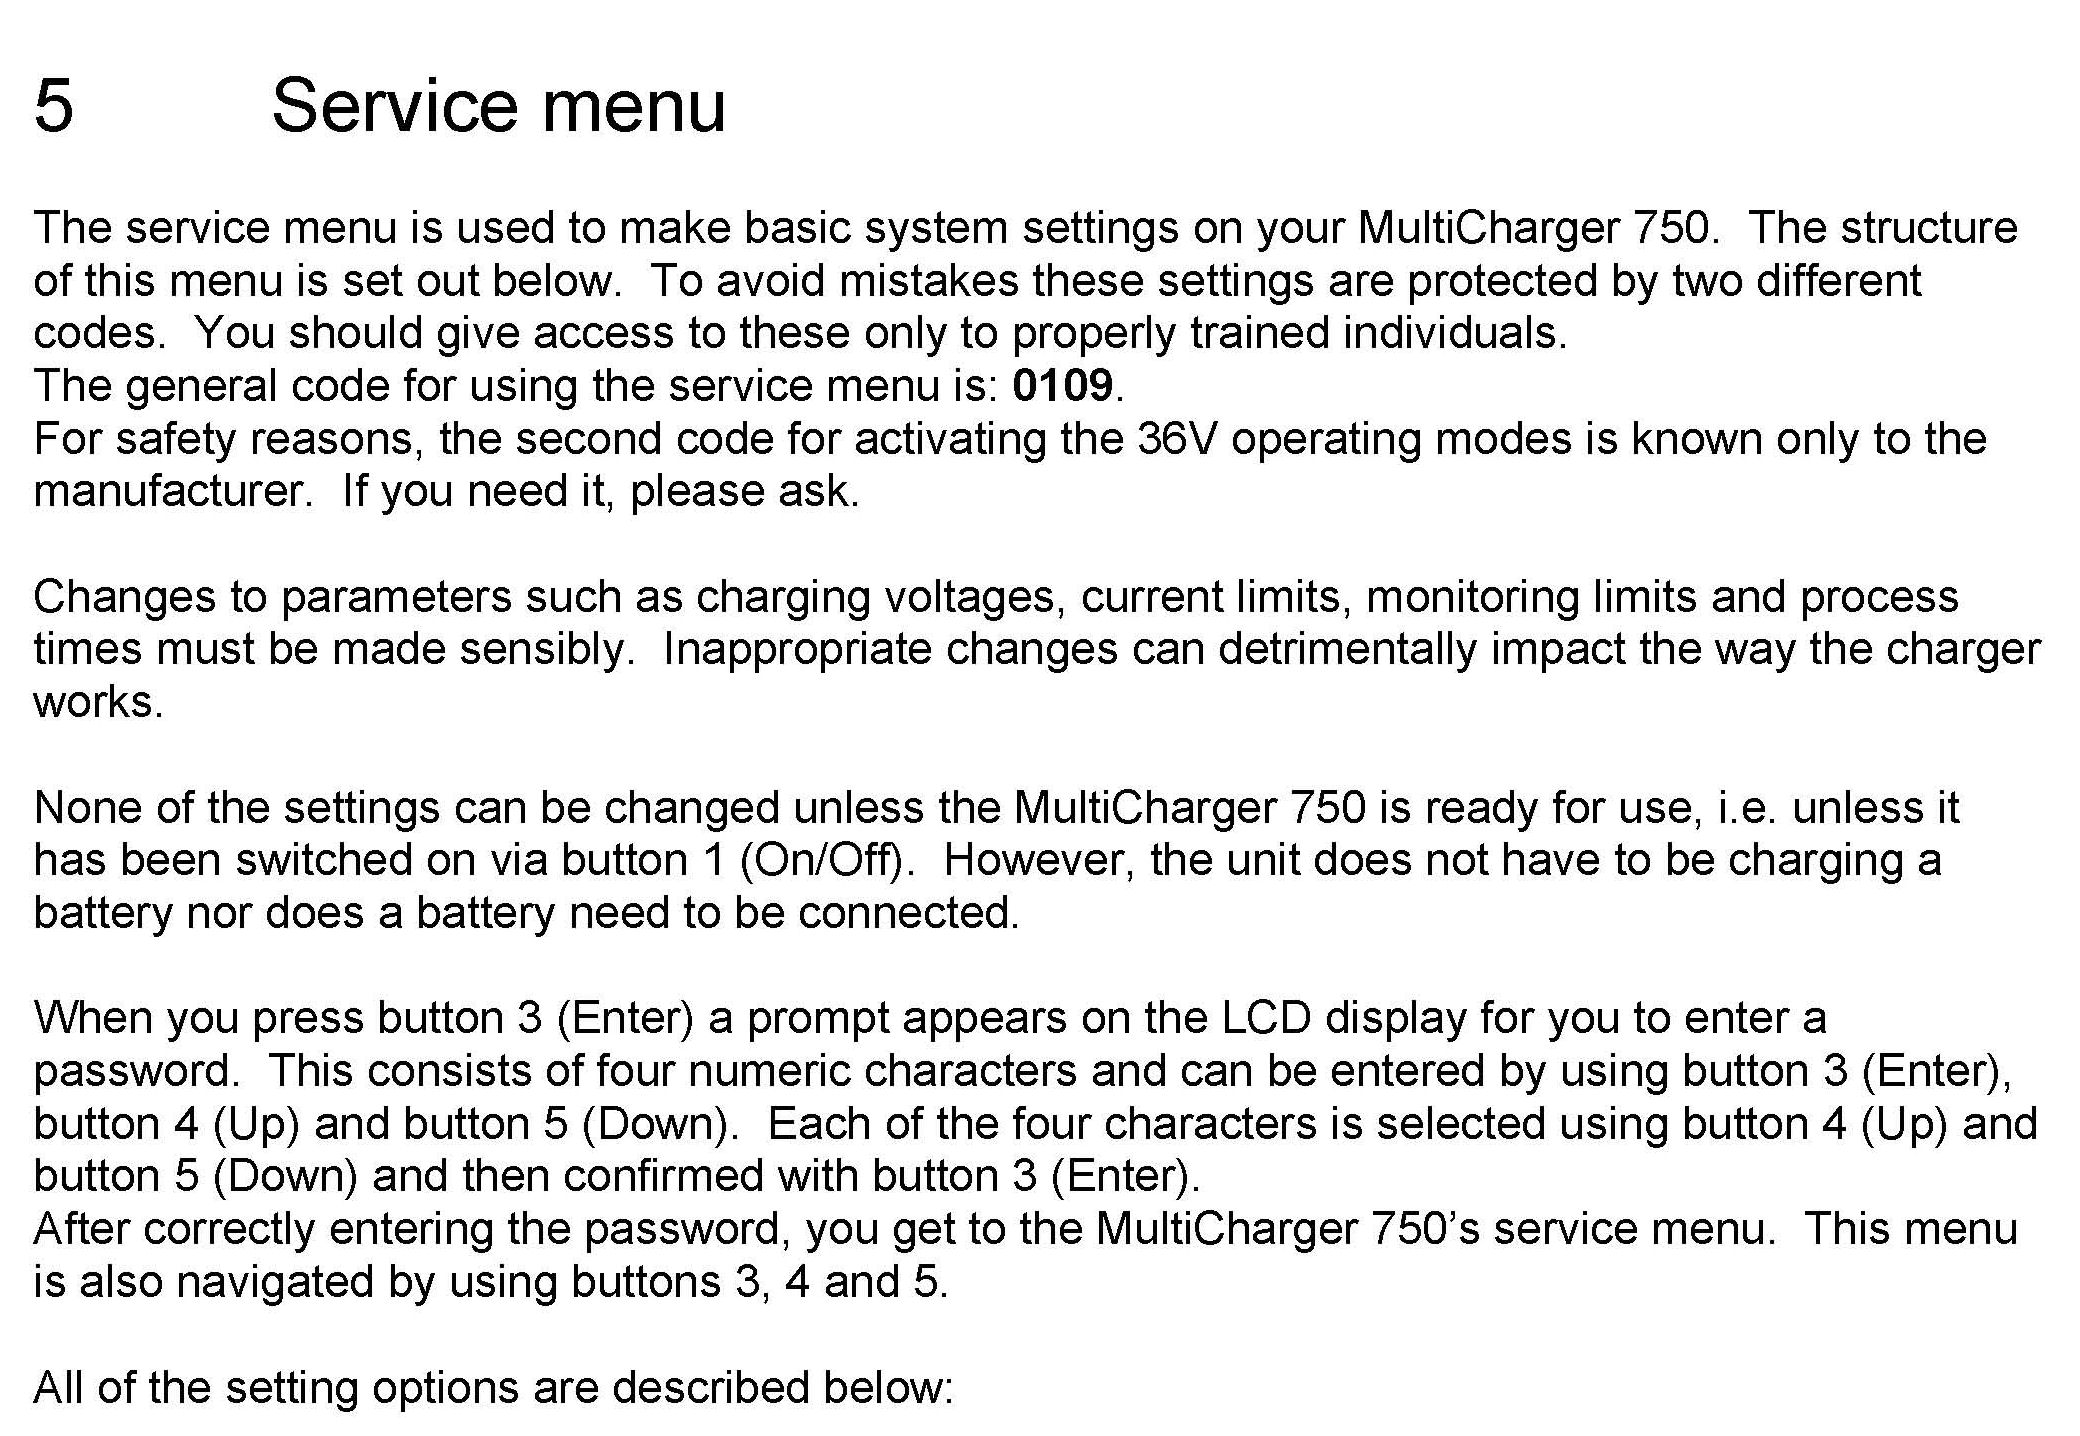 5 Service menu
The service menu is used to make basic system settings on your MultiCharger 750. The structure
of this menu is set out below. To avoid mistakes these settings are protected by two different
codes. You should give access to these only to properly trained individuals.
The general code for using the service menu is: 0109.
For safety reasons, the second code for activating the 36V operating modes is known only to the
manufacturer. If you need it, please ask.
Changes to parameters such as charging voltages, current limits, monitoring limits and process
times must be made sensibly. Inappropriate changes can detrimentally impact the way the charger
works.
None of the settings can be changed unless the MultiCharger 750 is ready for use, i.e. unless it
has been switched on via button 1 (On/Off). However, the unit does not have to be charging a
battery nor does a battery need to be connected.
When you press button 3 (Enter) a prompt appears on the LCD display for you to enter a
password. This consists of four numeric characters and can be entered by using button 3 (Enter),
button 4 (Up) and button 5 (Down). Each of the four characters is selected using button 4 (Up) and
button 5 (Down) and then confirmed with button 3 (Enter).
After correctly entering the password, you get to the MultiCharger 750’s service menu. This menu
is also navigated by using buttons 3, 4 and 5.
All of the setting options are described below: